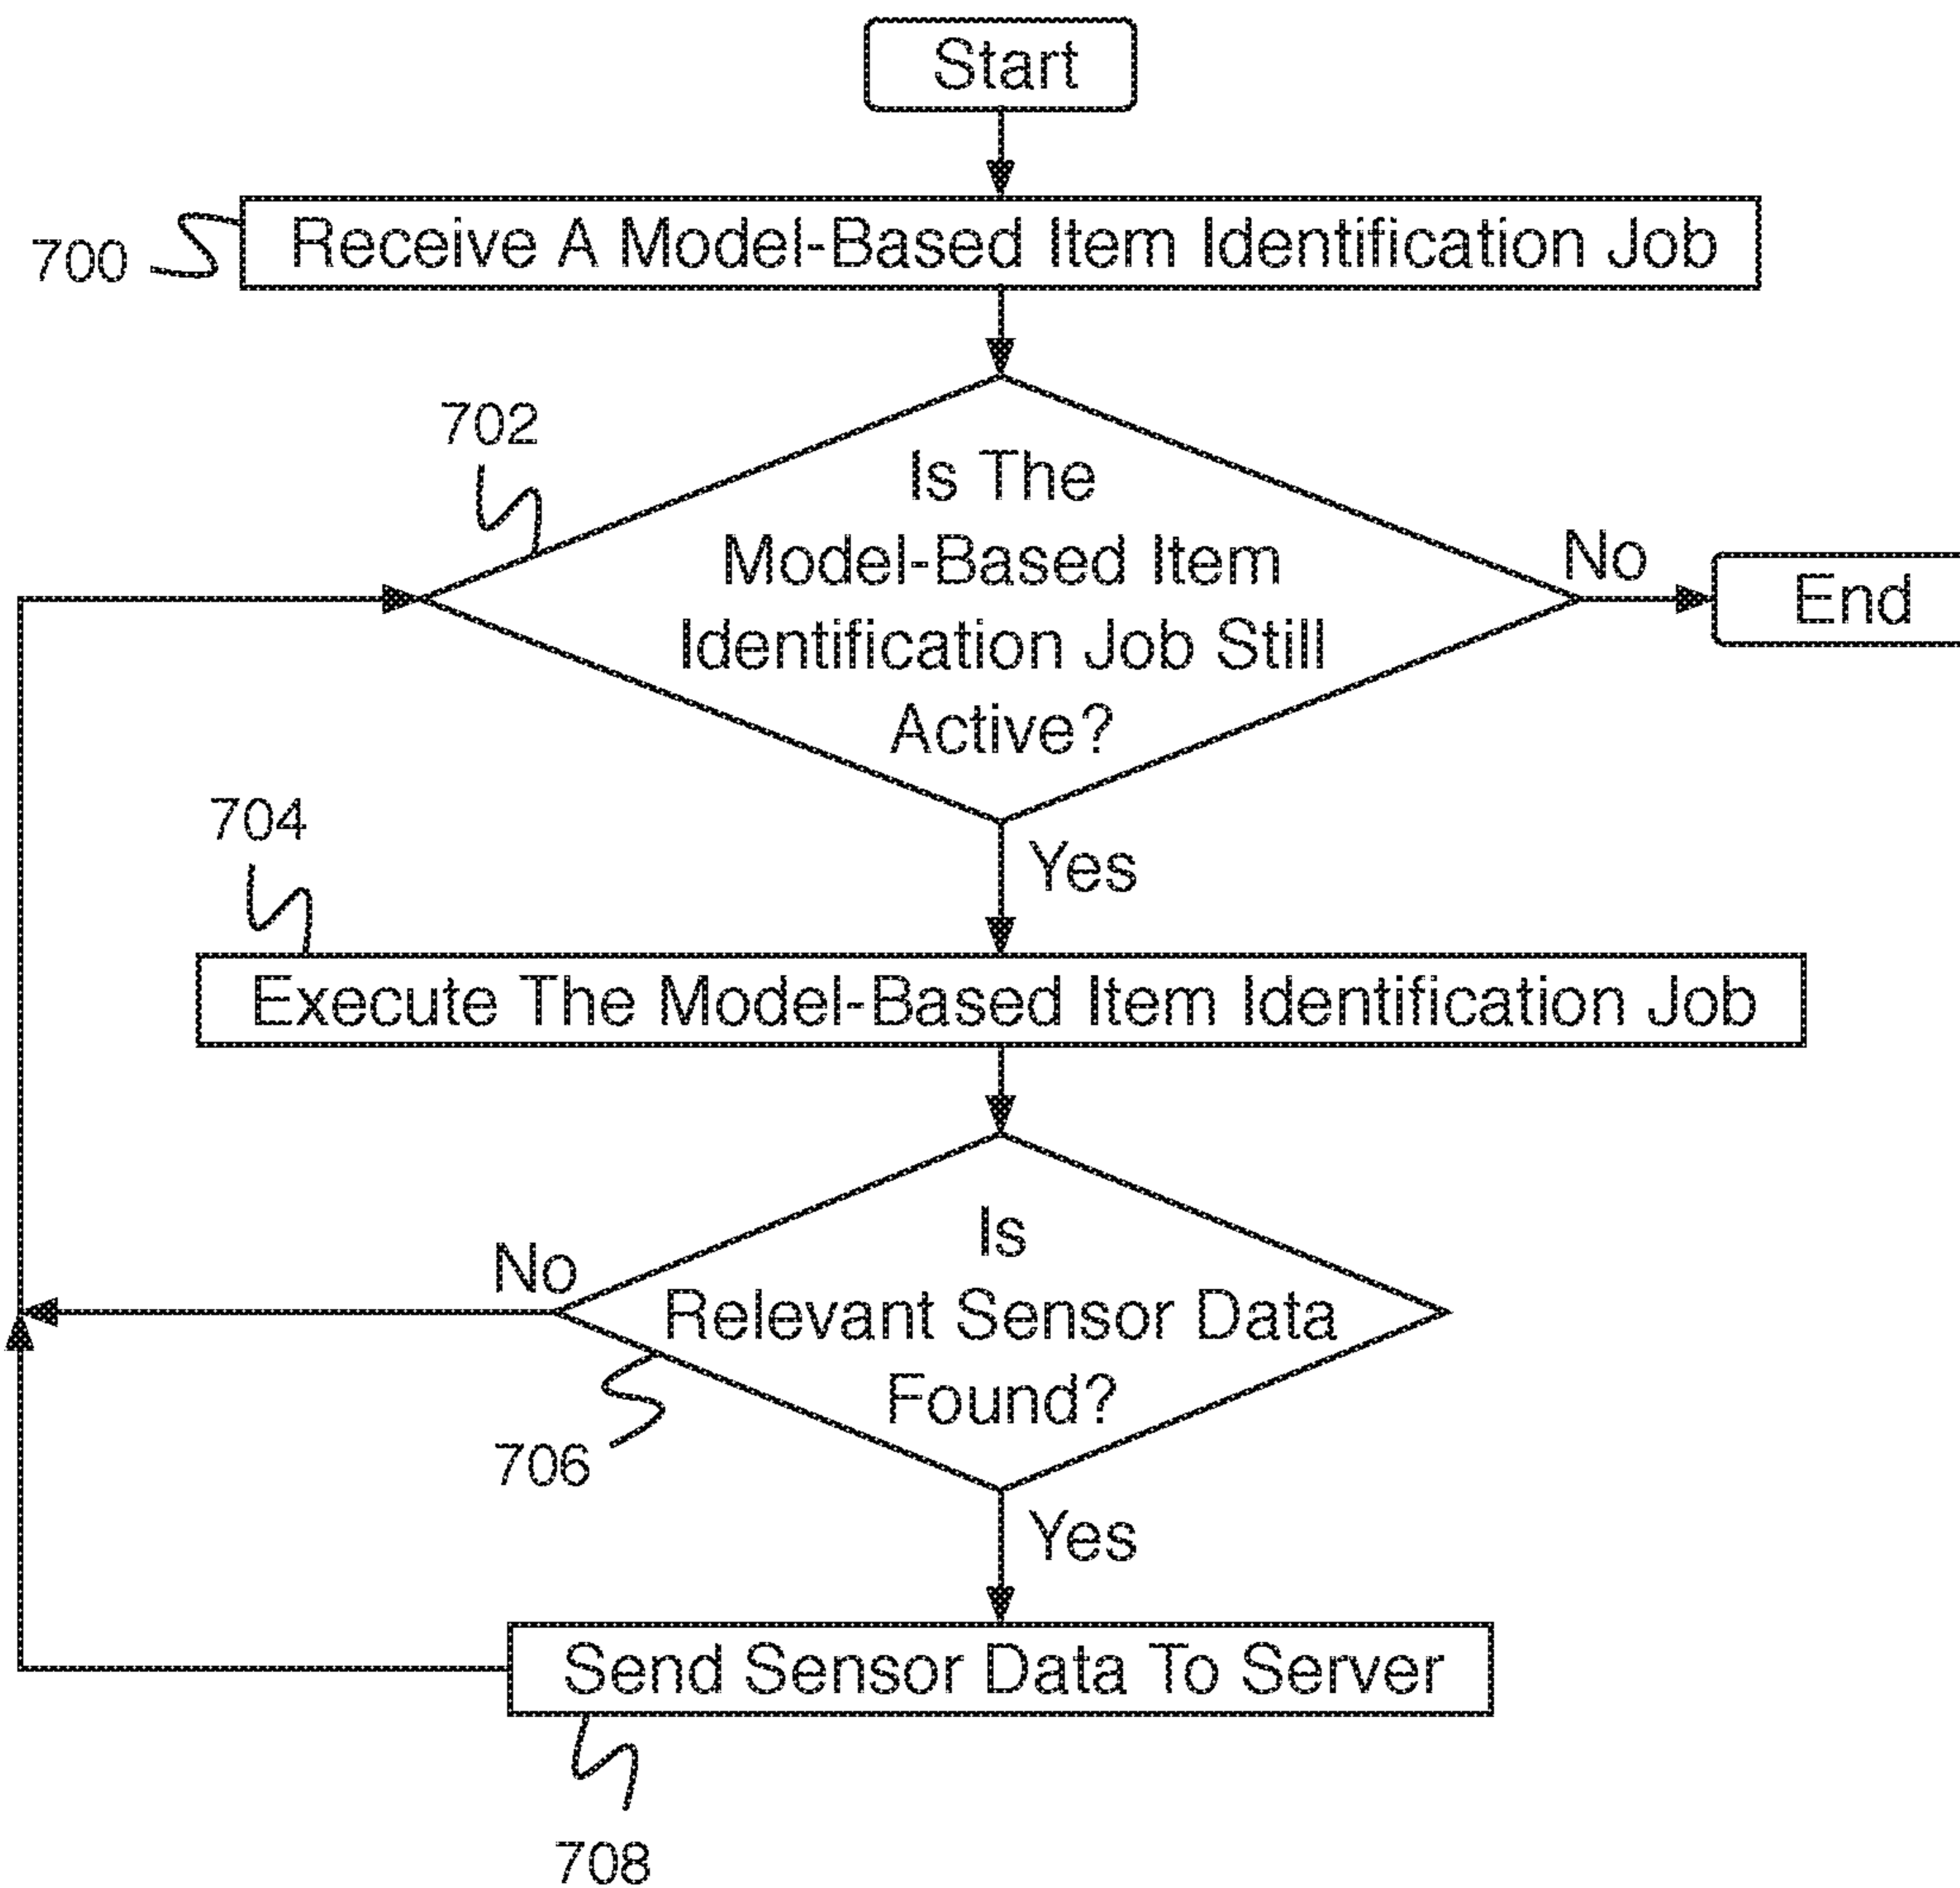 Start
700
Receive A Model-Based Item Identification Job
702
Is The
Model-Based Item
Identification Job Still
Active?
No
End
Yes
704
Execute The Model-Based Item Identification Job
Is
Relevant Sensor Data
Found?
No
706
Yes
Send Sensor Data To Server
708